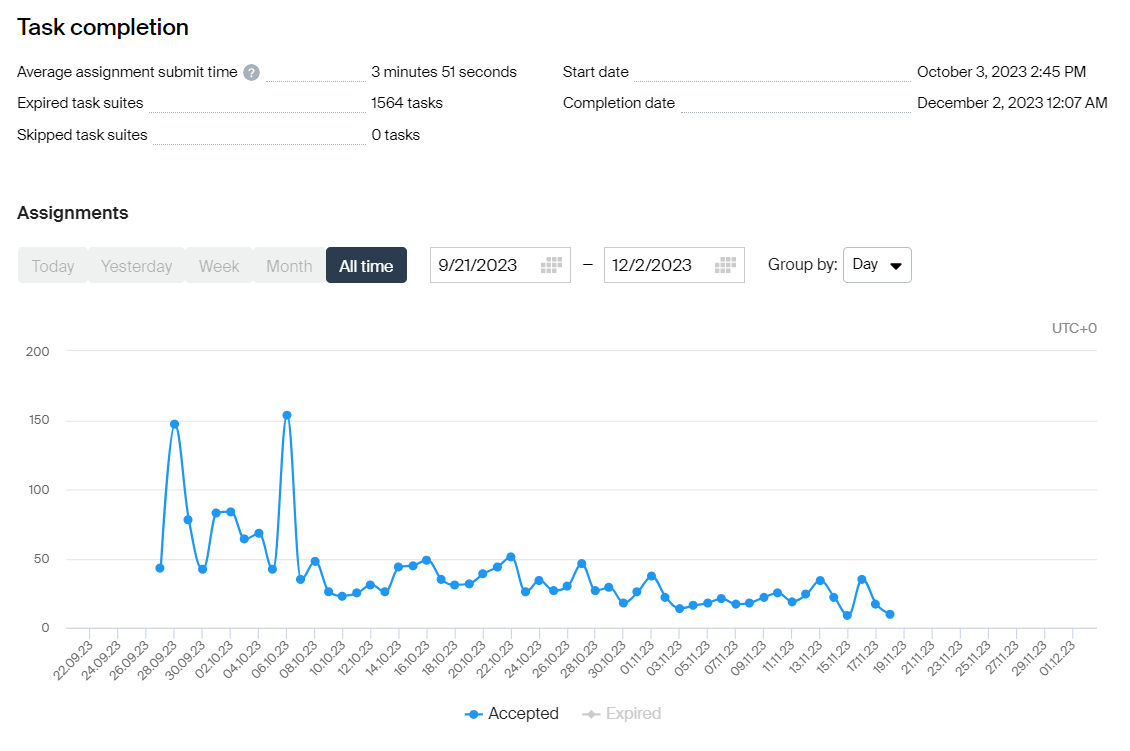 Task completion
Average assignment submit time ? 3 minutes 51 seconds
Start date October 3, 2023 2:45 PM
Expired task suites 1564 tasks
Completion date December 2, 2023 12:07 AM
Skipped task suites 0 tasks
Assignments
Today Yesterday Week Month All time 9/21/2023 – 12/2/2023 Group by: Day
UTC+0
200
150
100
50
0
22.09.23 24.09.23 26.09.23 28.09.23 30.09.23 02.10.23 04.10.23 06.10.23 08.10.23 10.10.23 12.10.23 14.10.23 16.10.23 18.10.23 20.10.23 22.10.23 24.10.23 26.10.23 28.10.23 30.10.23 01.11.23 03.11.23 05.11.23 07.11.23 09.11.23 11.11.23 13.11.23 15.11.23 17.11.23 19.11.23 21.11.23 23.11.23 25.11.23 27.11.23 29.11.23 01.12.23
Accepted Expired